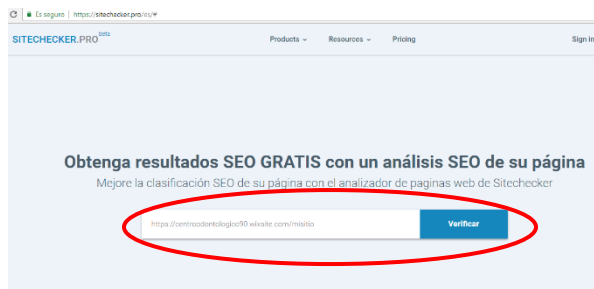 Es seguro | https://sitechecker.pro/es/#
SITECHECKER.PRO beta
Products Resources Pricing Sign in
Obtenga resultados SEO GRATIS con un análisis SEO de su página
Mejore la clasificación SEO de su página con el analizador de paginas web de Sitechecker
https://centroodontologico90.wixsite.com/misitio Verificar